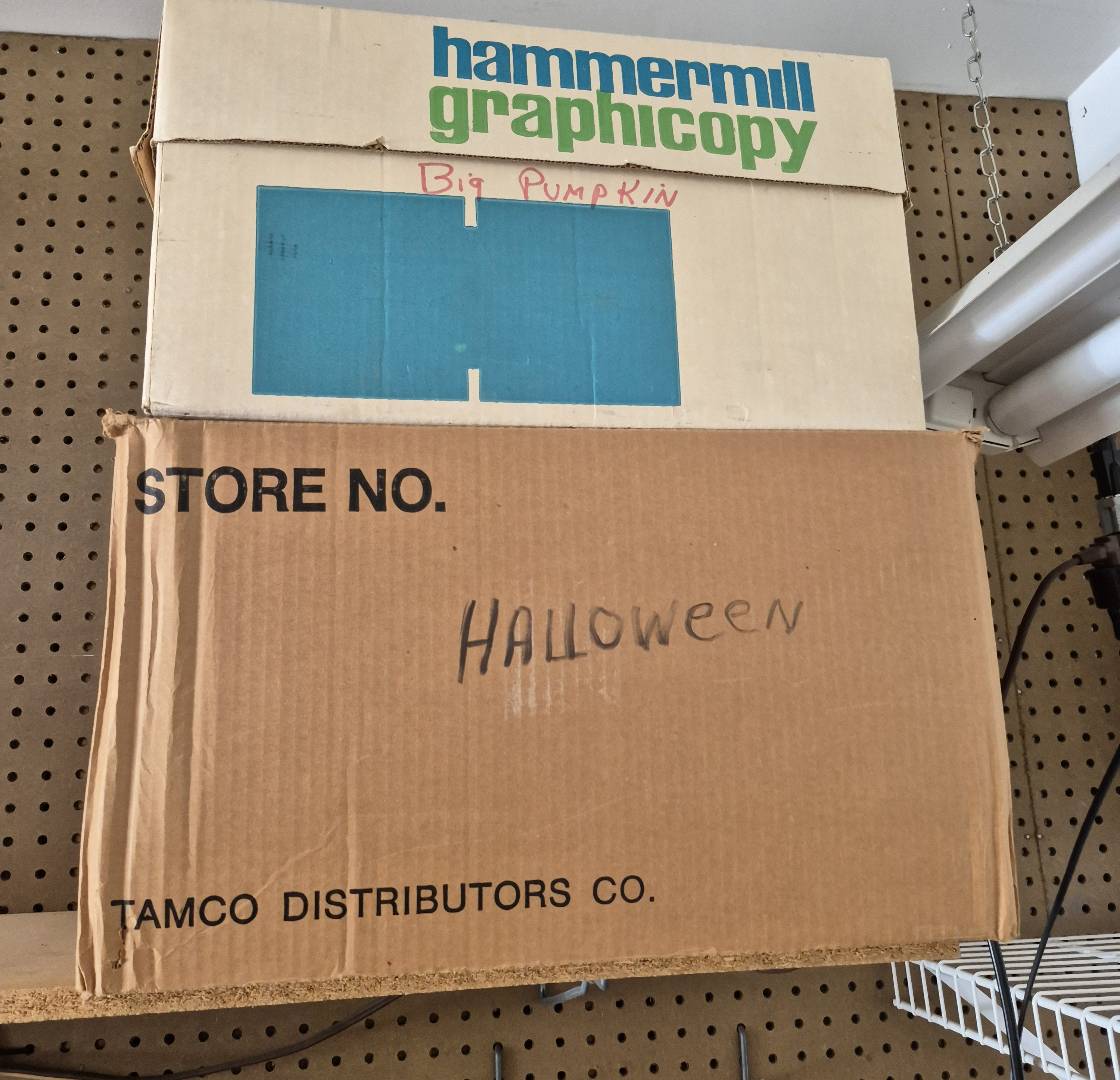 hammermill
graphicopy
Big PUMPKIN
STORE NO.
HALLOWeeN
TAMCO DISTRIBUTORS CO.